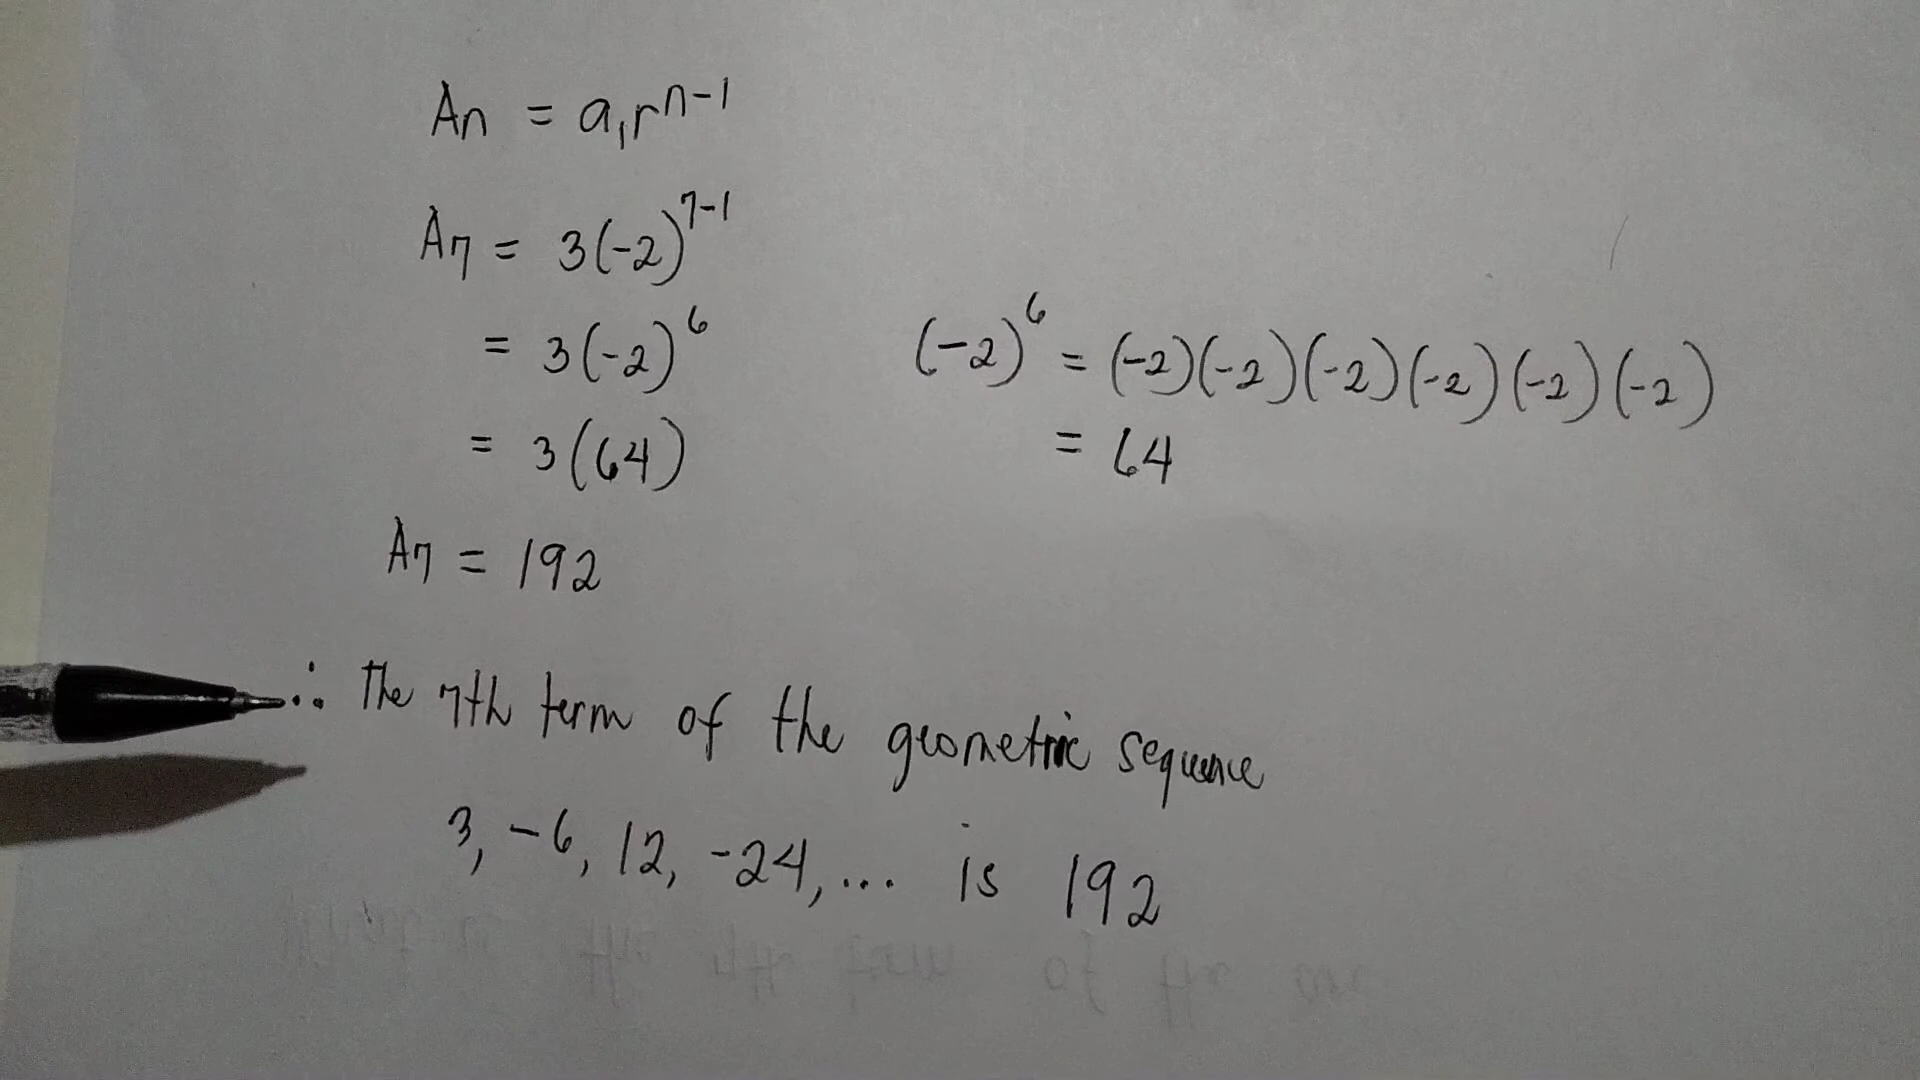 An = a₁rⁿ⁻¹
A₇ = 3(-2)⁷⁻¹
= 3(-2)⁶
(-2)⁶ = (-2)(-2)(-2)(-2)(-2)(-2)
= 3(64)
= 64
A₇ = 192
∴ The 7th term of the geometric sequence
3, -6, 12, -24, ... is 192